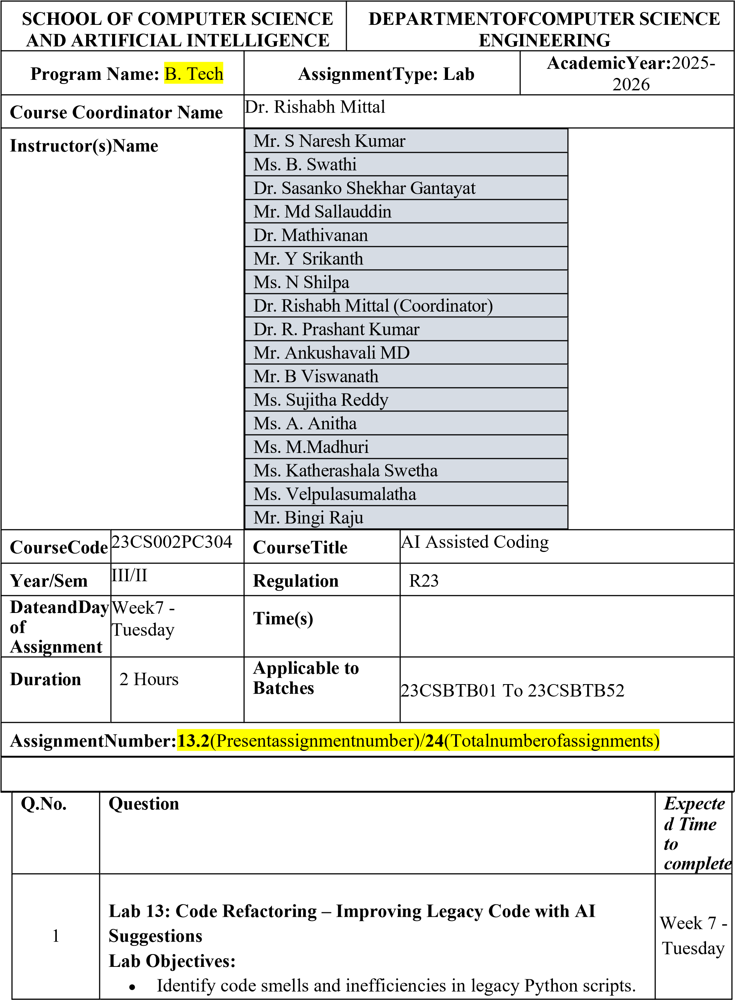 SCHOOL OF COMPUTER SCIENCE
AND ARTIFICIAL INTELLIGENCE
DEPARTMENTOFCOMPUTER SCIENCE
ENGINEERING
Program Name: B. Tech
AssignmentType: Lab
AcademicYear:2025-
2026
Course Coordinator Name
Dr. Rishabh Mittal
Instructor(s)Name
Mr. S Naresh Kumar
Ms. B. Swathi
Dr. Sasanko Shekhar Gantayat
Mr. Md Sallauddin
Dr. Mathivanan
Mr. Y Srikanth
Ms. N Shilpa
Dr. Rishabh Mittal (Coordinator)
Dr. R. Prashant Kumar
Mr. Ankushavali MD
Mr. B Viswanath
Ms. Sujitha Reddy
Ms. A. Anitha
Ms. M.Madhuri
Ms. Katherashala Swetha
Ms. Velpulasumalatha
Mr. Bingi Raju
CourseCode
23CS002PC304
CourseTitle
AI Assisted Coding
Year/Sem
III/II
Regulation
R23
DateandDay
of
Assignment
Week7 -
Tuesday
Time(s)
Duration
2 Hours
Applicable to
Batches
23CSBTB01 To 23CSBTB52
AssignmentNumber:13.2(Presentassignmentnumber)/24(Totalnumberofassignments)
Q.No.
Question
Expecte
d Time
to
complete
1
Lab 13: Code Refactoring – Improving Legacy Code with AI
Suggestions
Lab Objectives:
• Identify code smells and inefficiencies in legacy Python scripts.
Week 7 -
Tuesday